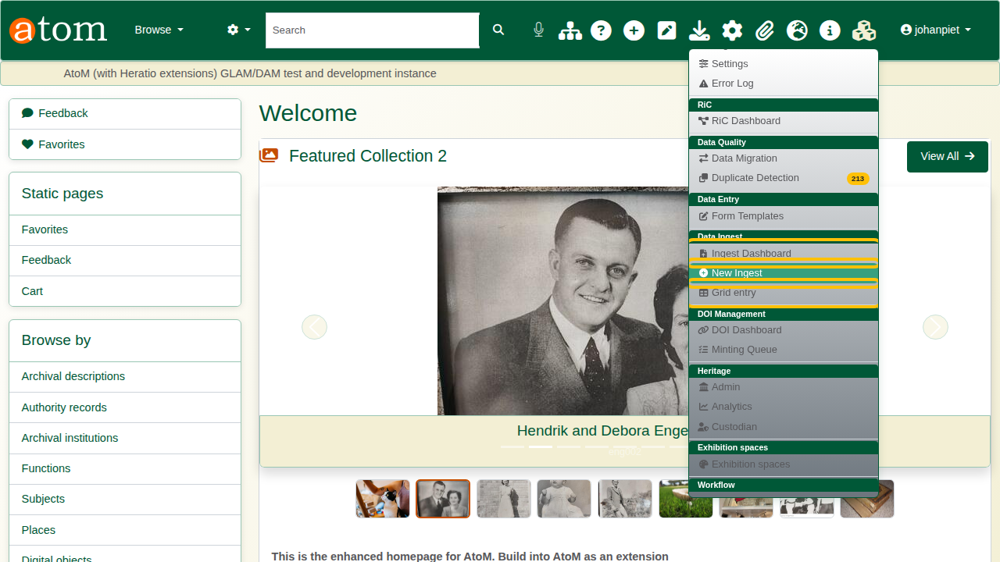 atom
Browse
Search
johanpiet
AtoM (with Heratio extensions) GLAM/DAM test and development instance
Feedback
Favorites
Static pages
Favorites
Feedback
Cart
Browse by
Archival descriptions
Authority records
Archival institutions
Functions
Subjects
Places
Digital objects
Welcome
Featured Collection 2
View All
Hendrik and Debora Enge
eng002
This is the enhanced homepage for AtoM. Build into AtoM as an extension
Settings
Error Log
RiC
RiC Dashboard
Data Quality
Data Migration
Duplicate Detection 213
Data Entry
Form Templates
Data Ingest
Ingest Dashboard
New Ingest
Grid entry
DOI Management
DOI Dashboard
Minting Queue
Heritage
Admin
Analytics
Custodian
Exhibition spaces
Exhibition spaces
Workflow